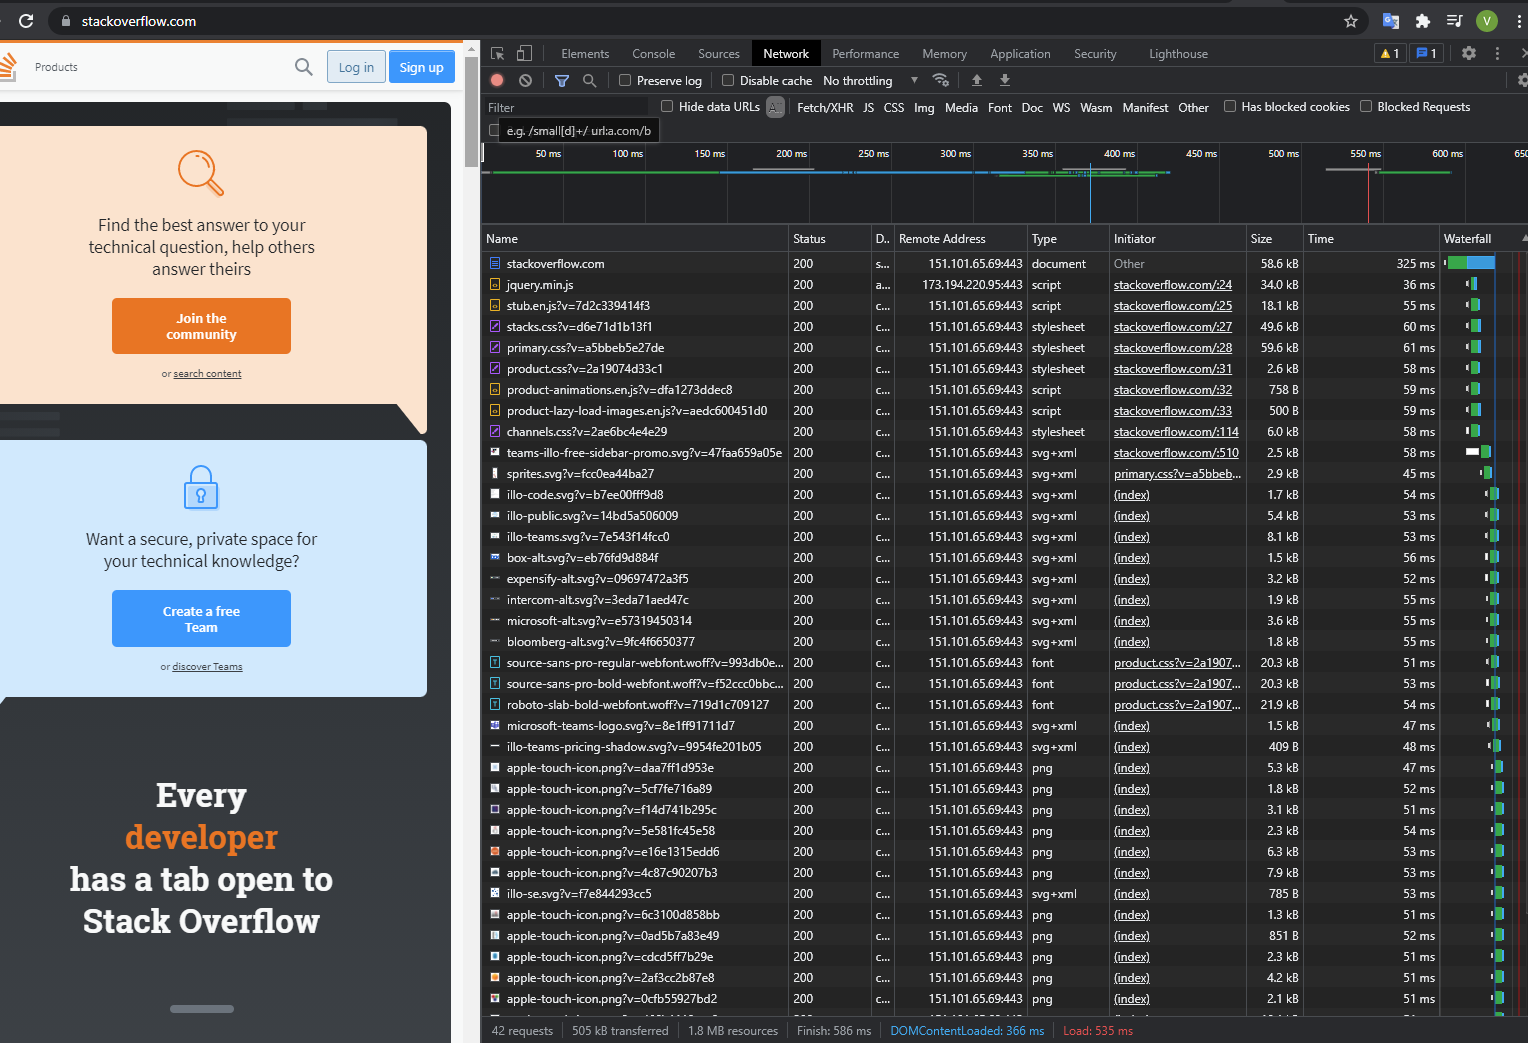 stackoverflow.com
V
Products
Log in
Sign up
Find the best answer to your
technical question, help others
answer theirs
Join the
community
or search content
Want a secure, private space for
your technical knowledge?
Create a free
Team
or discover Teams
Every
developer
has a tab open to
Stack Overflow
Elements Console Sources Network Performance Memory Application Security Lighthouse 1 1
Preserve log Disable cache No throttling
Filter Hide data URLs Fetch/XHR JS CSS Img Media Font Doc WS Wasm Manifest Other Has blocked cookies Blocked Requests
e.g. /small[d]+/ url:a.com/b
50 ms 100 ms 150 ms 200 ms 250 ms 300 ms 350 ms 400 ms 450 ms 500 ms 550 ms 600 ms 650
Name Status D.. Remote Address Type Initiator Size Time Waterfall
stackoverflow.com 200 s... 151.101.65.69:443 document Other 58.6 kB 325 ms
jquery.min.js 200 a... 173.194.220.95:443 script stackoverflow.com/:24 34.0 kB 36 ms
stub.en.js?v=7d2c339414f3 200 c... 151.101.65.69:443 script stackoverflow.com/:25 18.1 kB 55 ms
stacks.css?v=d6e71d1b13f1 200 c... 151.101.65.69:443 stylesheet stackoverflow.com/:27 49.6 kB 60 ms
primary.css?v=a5bbeb5e27de 200 c... 151.101.65.69:443 stylesheet stackoverflow.com/:28 59.6 kB 61 ms
product.css?v=2a19074d33c1 200 c... 151.101.65.69:443 stylesheet stackoverflow.com/:31 2.6 kB 58 ms
product-animations.en.js?v=dfa1273ddec8 200 c... 151.101.65.69:443 script stackoverflow.com/:32 758 B 59 ms
product-lazy-load-images.en.js?v=aedc600451d0 200 c... 151.101.65.69:443 script stackoverflow.com/:33 500 B 59 ms
channels.css?v=2ae6bc4e4e29 200 c... 151.101.65.69:443 stylesheet stackoverflow.com/:114 6.0 kB 58 ms
teams-illo-free-sidebar-promo.svg?v=47faa659a05e 200 c... 151.101.65.69:443 svg+xml stackoverflow.com/:510 2.5 kB 58 ms
sprites.svg?v=fcc0ea44ba27 200 c... 151.101.65.69:443 svg+xml primary.css?v=a5bbeb... 2.9 kB 45 ms
illo-code.svg?v=b7ee00fff9d8 200 c... 151.101.65.69:443 svg+xml (index) 1.7 kB 54 ms
illo-public.svg?v=14bd5a506009 200 c... 151.101.65.69:443 svg+xml (index) 5.4 kB 53 ms
illo-teams.svg?v=7e543f14fcc0 200 c... 151.101.65.69:443 svg+xml (index) 8.1 kB 53 ms
box-alt.svg?v=eb76fd9d884f 200 c... 151.101.65.69:443 svg+xml (index) 1.5 kB 56 ms
expensify-alt.svg?v=09697472a3f5 200 c... 151.101.65.69:443 svg+xml (index) 3.2 kB 52 ms
intercom-alt.svg?v=3eda71aed47c 200 c... 151.101.65.69:443 svg+xml (index) 1.9 kB 55 ms
microsoft-alt.svg?v=e57319450314 200 c... 151.101.65.69:443 svg+xml (index) 3.6 kB 55 ms
bloomberg-alt.svg?v=9fc4f6650377 200 c... 151.101.65.69:443 svg+xml (index) 1.8 kB 55 ms
source-sans-pro-regular-webfont.woff?v=993db0e... 200 c... 151.101.65.69:443 font product.css?v=2a1907... 20.3 kB 51 ms
source-sans-pro-bold-webfont.woff?v=f52ccc0bbc... 200 c... 151.101.65.69:443 font product.css?v=2a1907... 20.3 kB 53 ms
roboto-slab-bold-webfont.woff?v=719d1c709127 200 c... 151.101.65.69:443 font product.css?v=2a1907... 21.9 kB 54 ms
microsoft-teams-logo.svg?v=8e1ff91711d7 200 c... 151.101.65.69:443 svg+xml (index) 1.5 kB 47 ms
illo-teams-pricing-shadow.svg?v=9954fe201b05 200 c... 151.101.65.69:443 svg+xml (index) 409 B 48 ms
apple-touch-icon.png?v=daa7ff1d953e 200 c... 151.101.65.69:443 png (index) 5.3 kB 47 ms
apple-touch-icon.png?v=5cf7fe716a89 200 c... 151.101.65.69:443 png (index) 1.8 kB 52 ms
apple-touch-icon.png?v=f14d741b295c 200 c... 151.101.65.69:443 png (index) 3.1 kB 51 ms
apple-touch-icon.png?v=5e581fc45e58 200 c... 151.101.65.69:443 png (index) 2.3 kB 54 ms
apple-touch-icon.png?v=e16e1315edd6 200 c... 151.101.65.69:443 png (index) 6.3 kB 53 ms
apple-touch-icon.png?v=4c87c90207b3 200 c... 151.101.65.69:443 png (index) 7.9 kB 53 ms
illo-se.svg?v=f7e844293cc5 200 c... 151.101.65.69:443 svg+xml (index) 785 B 53 ms
apple-touch-icon.png?v=6c3100d858bb 200 c... 151.101.65.69:443 png (index) 1.3 kB 51 ms
apple-touch-icon.png?v=0ad5b7a83e49 200 c... 151.101.65.69:443 png (index) 851 B 52 ms
apple-touch-icon.png?v=cdcd5ff7b29e 200 c... 151.101.65.69:443 png (index) 2.3 kB 51 ms
apple-touch-icon.png?v=2af3cc2b87e8 200 c... 151.101.65.69:443 png (index) 4.2 kB 51 ms
apple-touch-icon.png?v=0cfb55927bd2 200 c... 151.101.65.69:443 png (index) 2.1 kB 51 ms
42 requests 505 kB transferred 1.8 MB resources Finish: 586 ms DOMContentLoaded: 366 ms Load: 535 ms